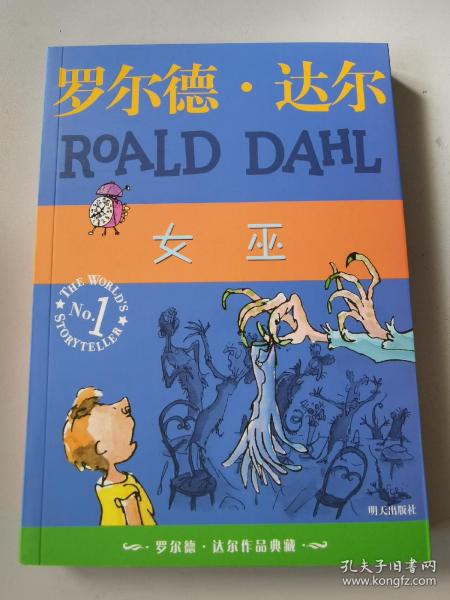 罗尔德·达尔
ROALD DAHL
女巫
THE WORLD'S
No.1
STORYTELLER
明天出版社
罗尔德·达尔作品典藏
孔夫子旧书网
www.kongfz.com